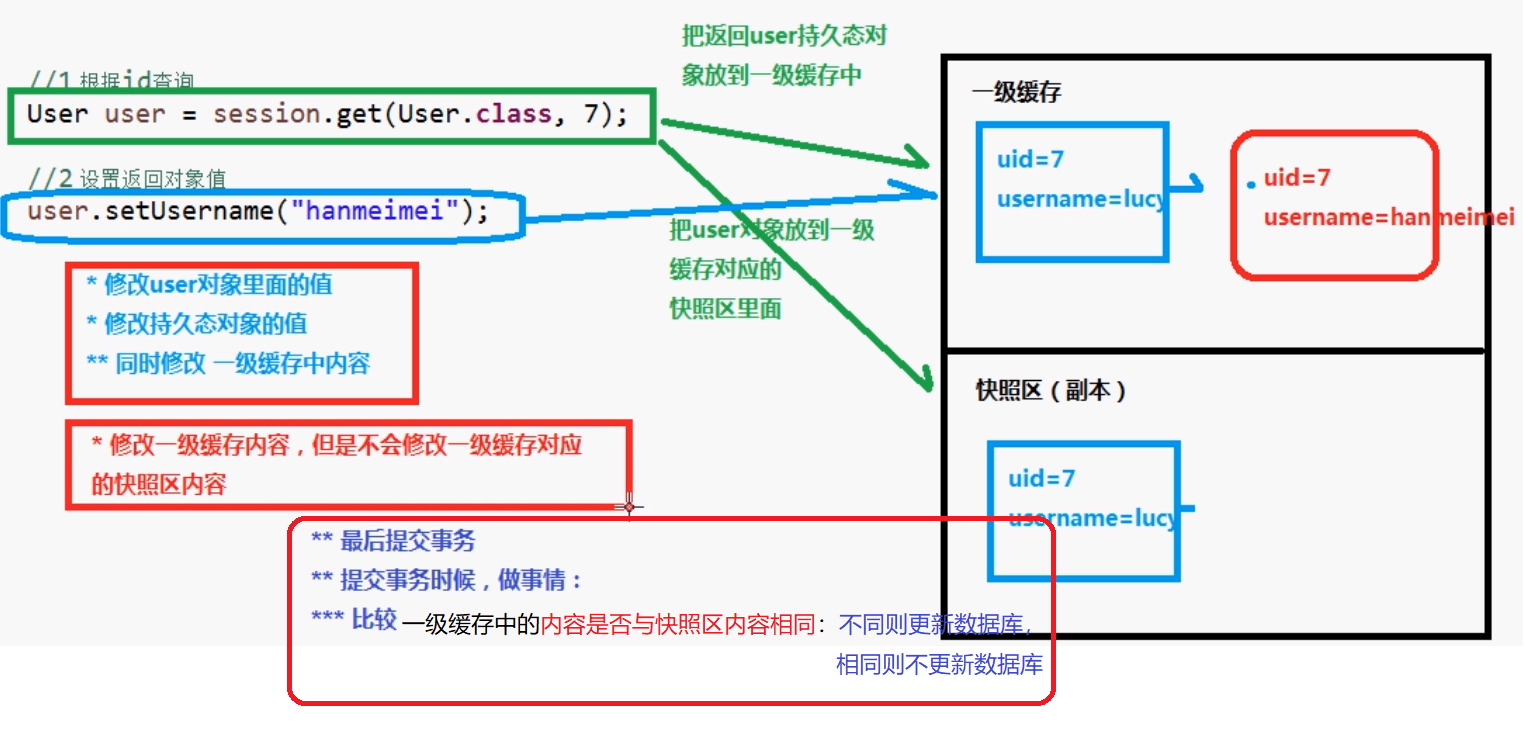 //1 根据id查询
User user = session.get(User.class, 7);
//2 设置返回对象值
user.setUsername("hanmeimei");
* 修改user对象里面的值
* 修改持久态对象的值
** 同时修改 一级缓存中内容
* 修改一级缓存内容，但是不会修改一级缓存对应
的快照区内容
** 最后提交事务
** 提交事务时候，做事情：
*** 比较 一级缓存中的内容是否与快照区内容相同：不同则更新数据库，
相同则不更新数据库
把返回user持久态对
象放到一级缓存中
把user对象放到一级
缓存对应的
快照区里面
一级缓存
uid=7
username=lucy
uid=7
username=hanmeimei
快照区（副本）
uid=7
username=lucy